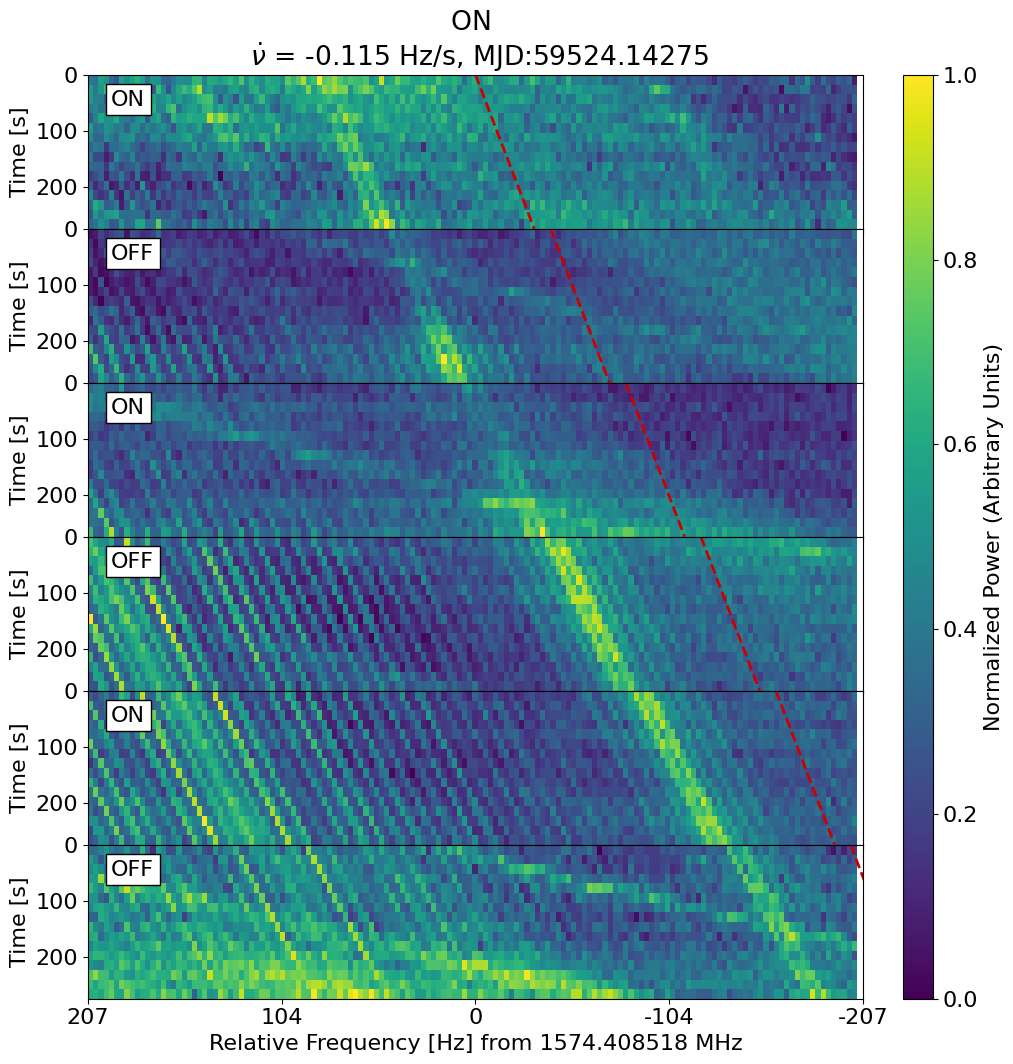 ON
ν̇ = -0.115 Hz/s, MJD:59524.14275
0
100
200
Time [s]
ON
0
100
200
Time [s]
OFF
0
100
200
Time [s]
ON
0
100
200
Time [s]
OFF
0
100
200
Time [s]
ON
0
100
200
Time [s]
OFF
207
104
0
-104
-207
Relative Frequency [Hz] from 1574.408518 MHz
1.0
0.8
0.6
0.4
0.2
0.0
Normalized Power (Arbitrary Units)